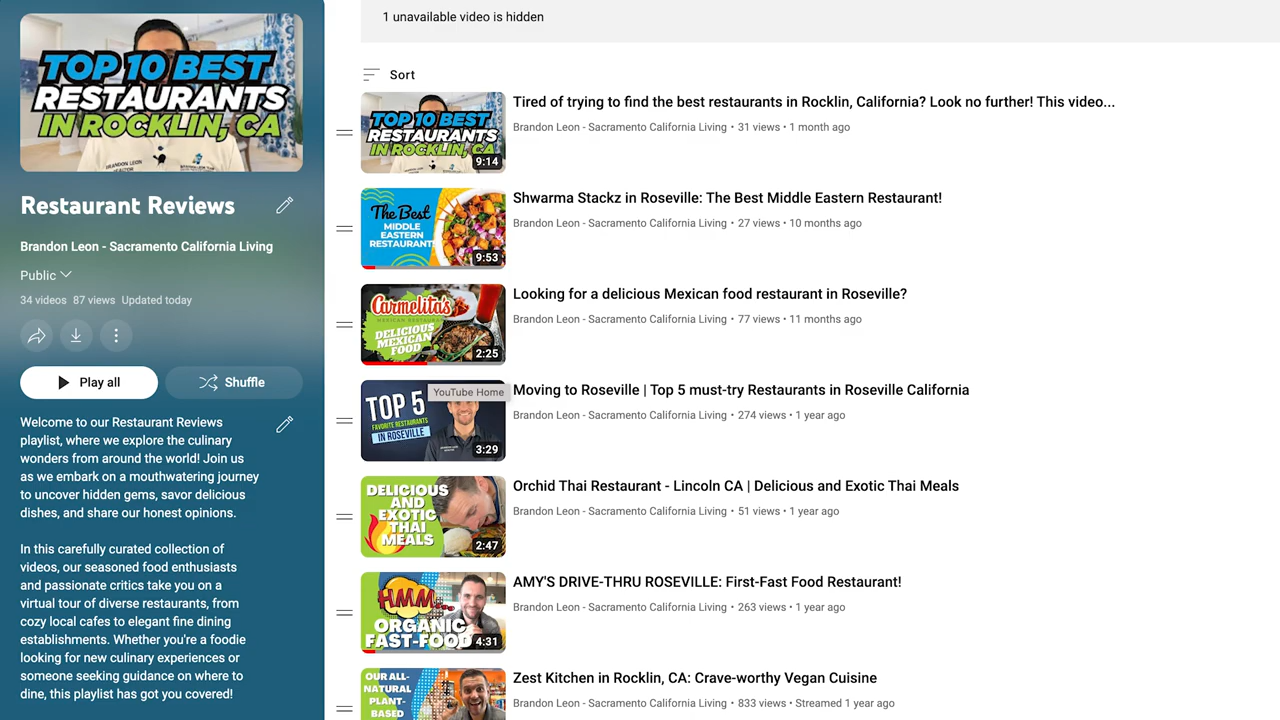 TOP 10 BEST
RESTAURANTS
IN ROCKLIN, CA
BRANDON LEON
REALTOR
Restaurant Reviews
Brandon Leon - Sacramento California Living
Public
34 videos 87 views Updated today
Play all
Shuffle
Welcome to our Restaurant Reviews
playlist, where we explore the culinary
wonders from around the world! Join us
as we embark on a mouthwatering journey
to uncover hidden gems, savor delicious
dishes, and share our honest opinions.
In this carefully curated collection of
videos, our seasoned food enthusiasts
and passionate critics take you on a
virtual tour of diverse restaurants, from
cozy local cafes to elegant fine dining
establishments. Whether you're a foodie
looking for new culinary experiences or
someone seeking guidance on where to
dine, this playlist has got you covered!
1 unavailable video is hidden
Sort
TOP 10 BEST
RESTAURANTS
IN ROCKLIN, CA
9:14
Tired of trying to find the best restaurants in Rocklin, California? Look no further! This video...
Brandon Leon - Sacramento California Living • 31 views • 1 month ago
The Best
MIDDLE
EASTERN
RESTAURANT
9:53
Shwarma Stackz in Roseville: The Best Middle Eastern Restaurant!
Brandon Leon - Sacramento California Living • 27 views • 10 months ago
Carmelita's
MEXICAN RESTAURANT
DELICIOUS
MEXICAN
FOOD
2:25
Looking for a delicious Mexican food restaurant in Roseville?
Brandon Leon - Sacramento California Living • 77 views • 11 months ago
TOP 5
FAVORITE RESTAURANTS
IN ROSEVILLE
3:29
YouTube Home
Moving to Roseville | Top 5 must-try Restaurants in Roseville California
Brandon Leon - Sacramento California Living • 274 views • 1 year ago
DELICIOUS
AND
EXOTIC
THAI
MEALS
2:47
Orchid Thai Restaurant - Lincoln CA | Delicious and Exotic Thai Meals
Brandon Leon - Sacramento California Living • 51 views • 1 year ago
HMM...
ORGANIC
FAST-FOOD
4:31
AMY'S DRIVE-THRU ROSEVILLE: First-Fast Food Restaurant!
Brandon Leon - Sacramento California Living • 263 views • 1 year ago
OUR ALL-
NATURAL
PLANT-
BASED
Zest Kitchen in Rocklin, CA: Crave-worthy Vegan Cuisine
Brandon Leon - Sacramento California Living • 833 views • Streamed 1 year ago